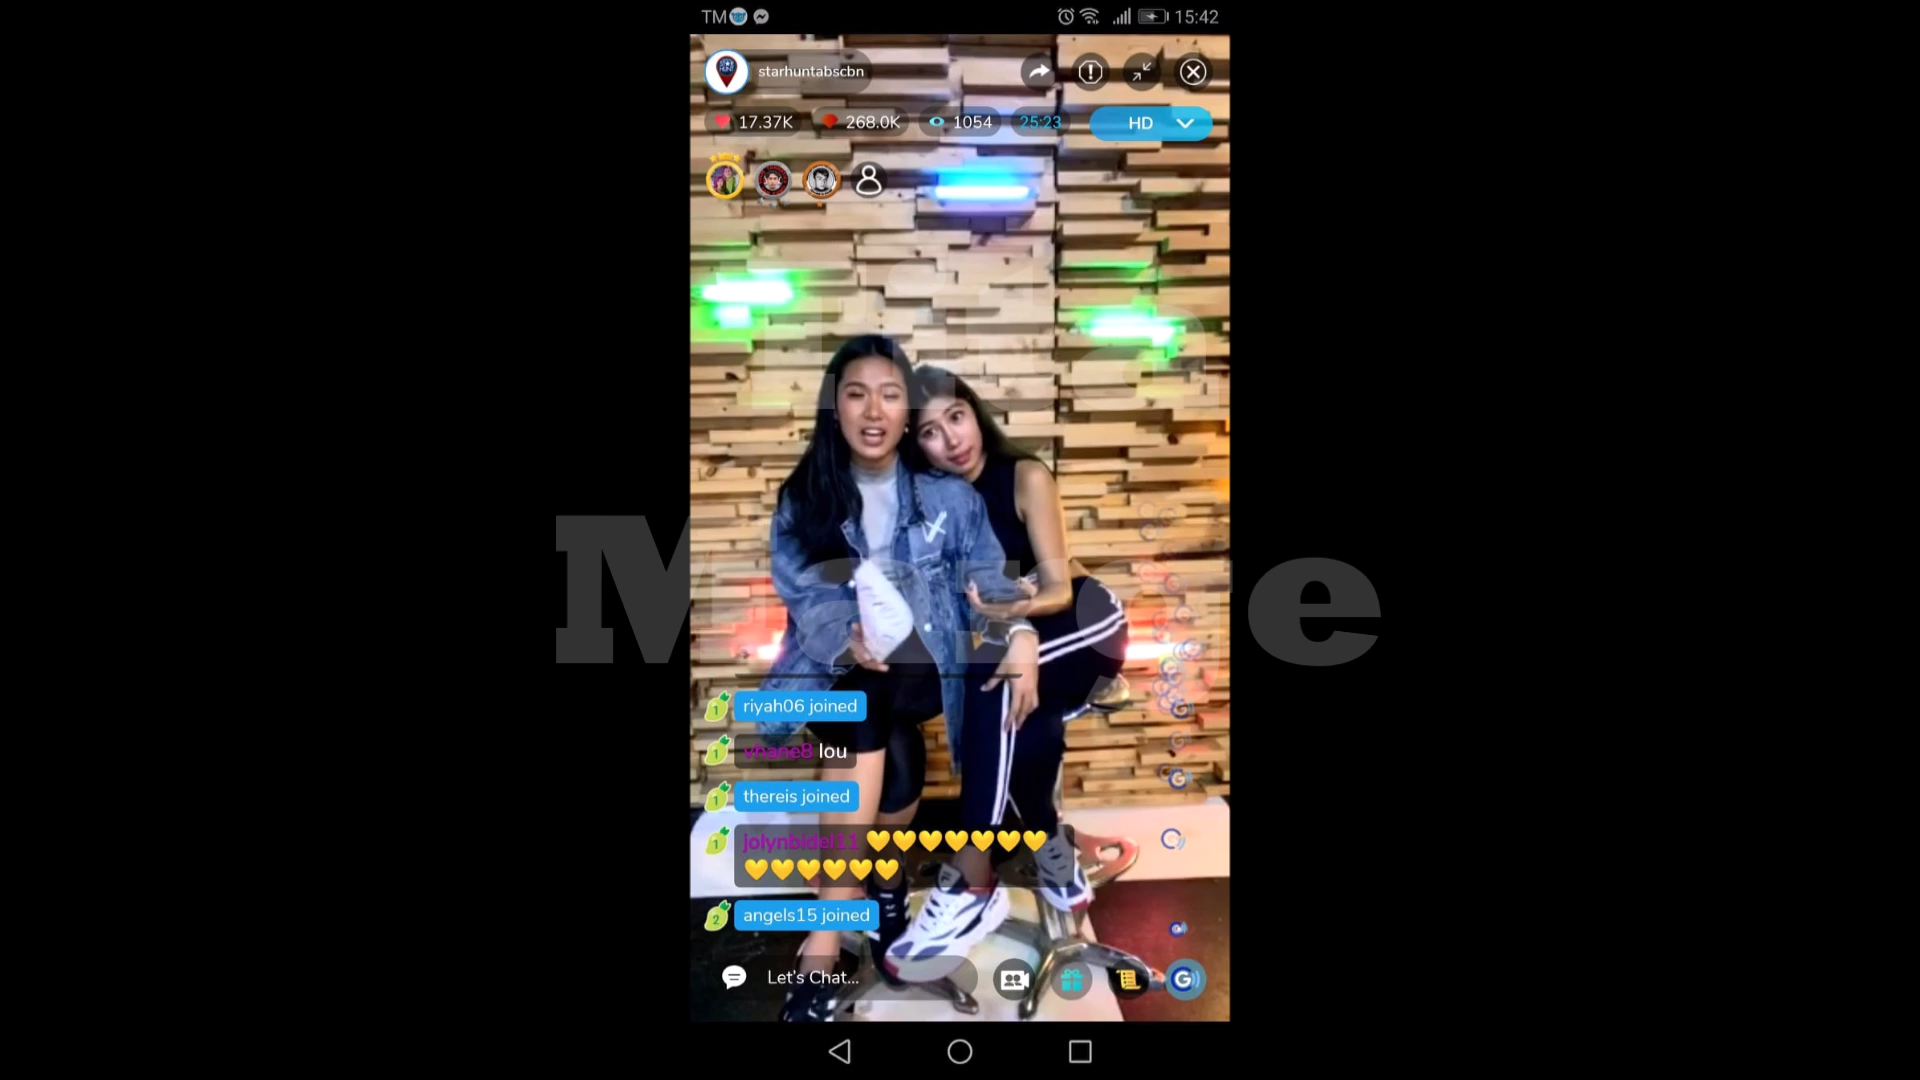 TM
15:42
starhuntabscbn
17.37K
268.0K
1054
25:23
HD
riyah06 joined
vhane8 lou
thereis joined
jolynbidel11
angels15 joined
Let's Chat...